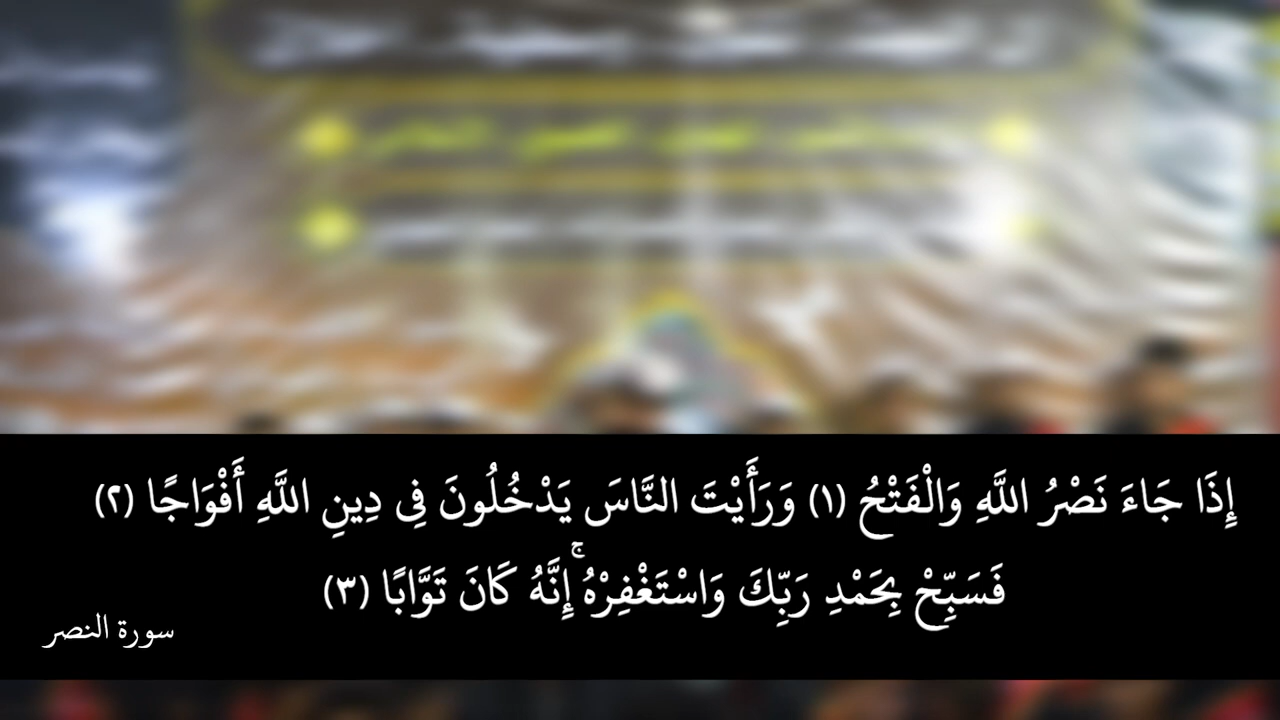 إِذَا جَاءَ نَصْرُ اللَّهِ وَالْفَتْحُ (١) وَرَأَيْتَ النَّاسَ يَدْخُلُونَ فِى دِينِ اللَّهِ أَفْوَاجًا (٢)
فَسَبِّحْ بِحَمْدِ رَبِّكَ وَاسْتَغْفِرْهُ ۚ إِنَّهُ كَانَ تَوَّابًا (٣)
سورة النصر